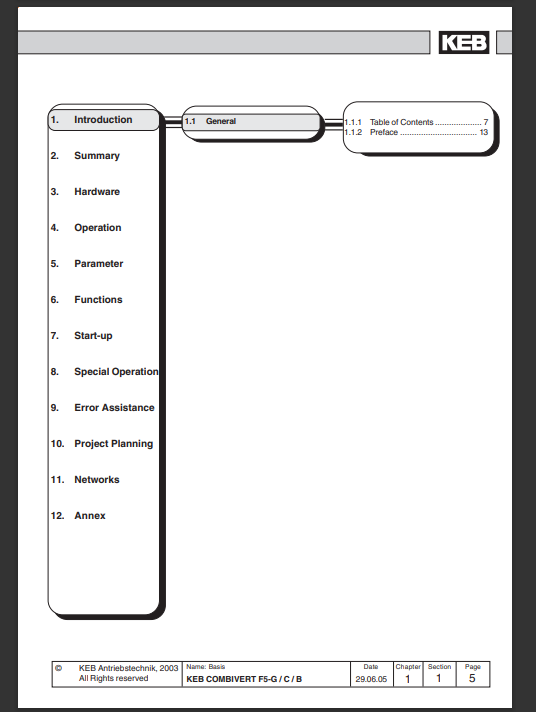 KEB
1. Introduction
1.1 General
1.1.1 Table of Contents .................... 7
1.1.2 Preface ................................. 13
2. Summary
3. Hardware
4. Operation
5. Parameter
6. Functions
7. Start-up
8. Special Operation
9. Error Assistance
10. Project Planning
11. Networks
12. Annex
© KEB Antriebstechnik, 2003
All Rights reserved
Name: Basis
KEB COMBIVERT F5-G / C / B
Date
29.06.05
Chapter
1
Section
1
Page
5